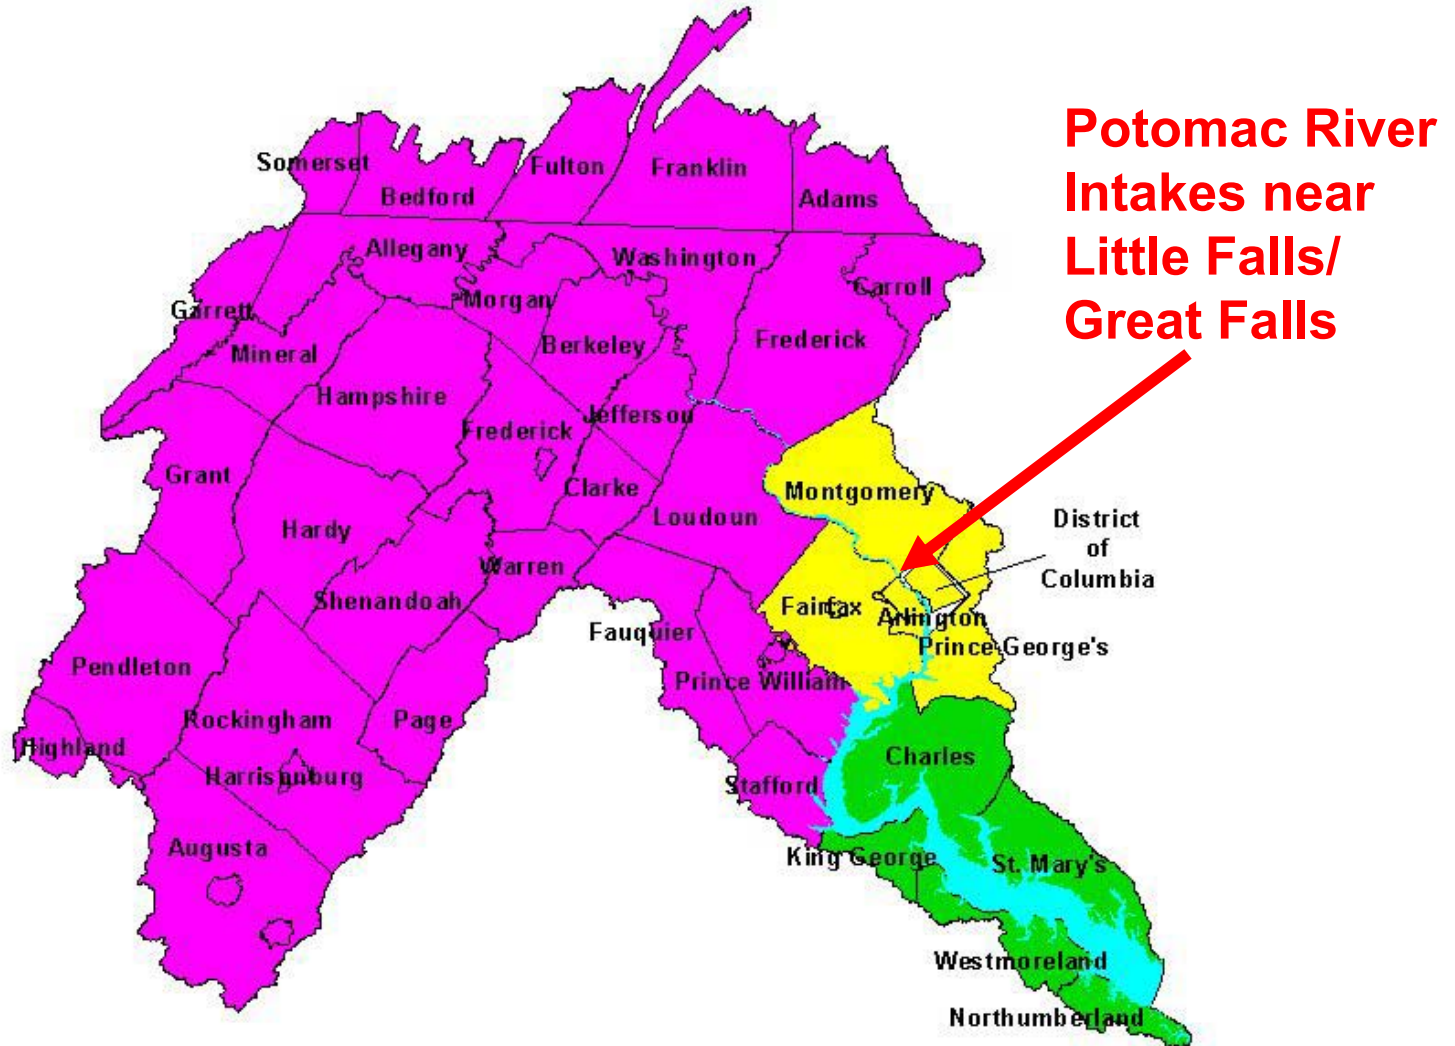 Potomac River
Intakes near
Little Falls/
Great Falls
Somerset
Bedford
Fulton
Franklin
Adams
Allegany
Washington
Garrett
Morgan
Carroll
Mineral
Berkeley
Frederick
Hampshire
Frederick
Jefferson
Grant
Clarke
Loudoun
Montgomery
Hardy
District
of
Columbia
Warren
Shenandoah
Fairfax
Arlington
Fauquier
Prince George's
Pendleton
Prince William
Rockingham
Page
Highland
Harrisonburg
Charles
Stafford
Augusta
King George
St. Mary's
Westmoreland
Northumberland